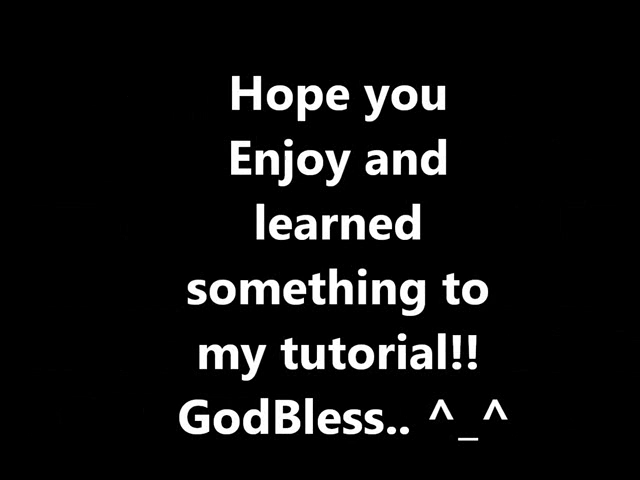 Hope you
Enjoy and
learned
something to
my tutorial!!
GodBless.. ^_^